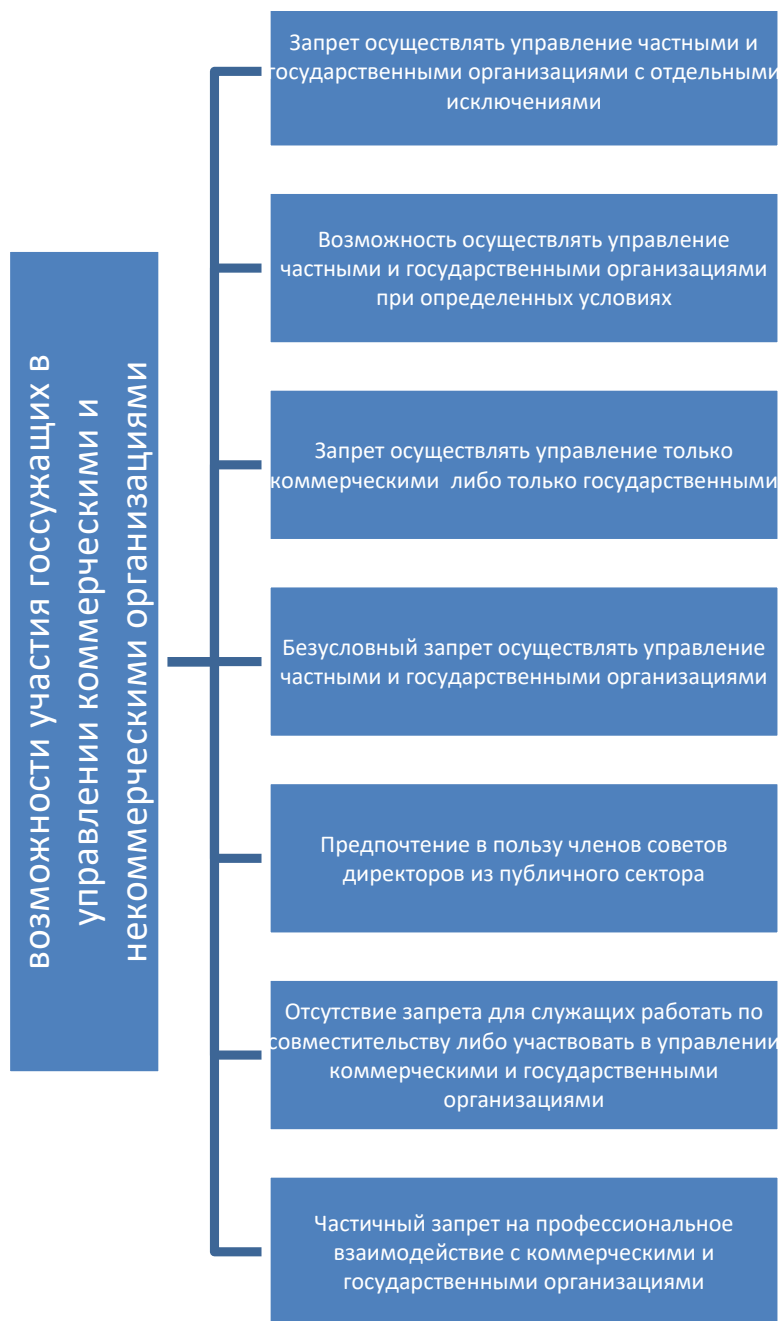 возможности участия госсужащих в
управлении коммерческими и
некоммерческими организациями
Запрет осуществлять управление частными и
государственными организациями с отдельными
исключениями
Возможность осуществлять управление
частными и государственными организациями
при определенных условиях
Запрет осуществлять управление только
коммерческими либо только государственными
Безусловный запрет осуществлять управление
частными и государственными организациями
Предпочтение в пользу членов советов
директоров из публичного сектора
Отсутствие запрета для служащих работать по
совместительству либо участвовать в управлении
коммерческими и государственными
организациями
Частичный запрет на профессиональное
взаимодействие с коммерческими и
государственными организациями